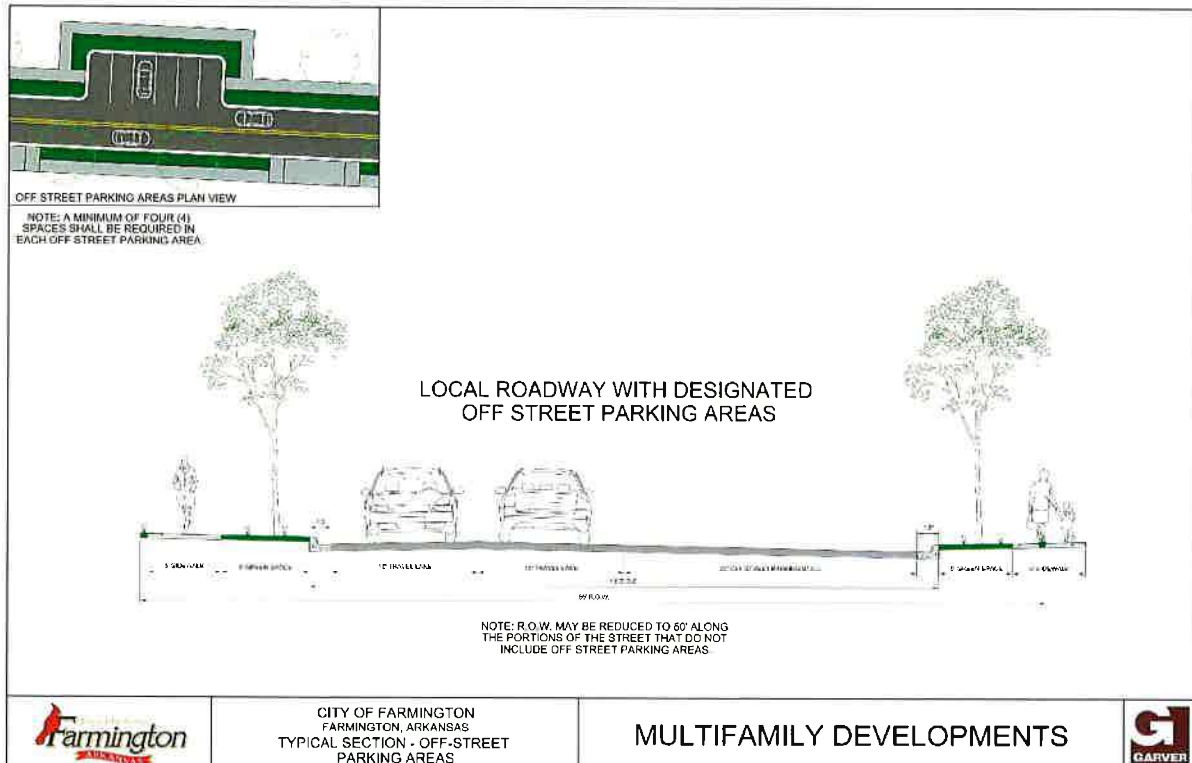 OFF STREET PARKING AREAS PLAN VIEW
NOTE: A MINIMUM OF FOUR (4)
SPACES SHALL BE REQUIRED IN
EACH OFF STREET PARKING AREA.
LOCAL ROADWAY WITH DESIGNATED
OFF STREET PARKING AREAS
NOTE: R.O.W. MAY BE REDUCED TO 50' ALONG
THE PORTIONS OF THE STREET THAT DO NOT
INCLUDE OFF STREET PARKING AREAS.
Farmington
ARKANSAS
CITY OF FARMINGTON
FARMINGTON, ARKANSAS
TYPICAL SECTION - OFF-STREET
PARKING AREAS
MULTIFAMILY DEVELOPMENTS
GARVER